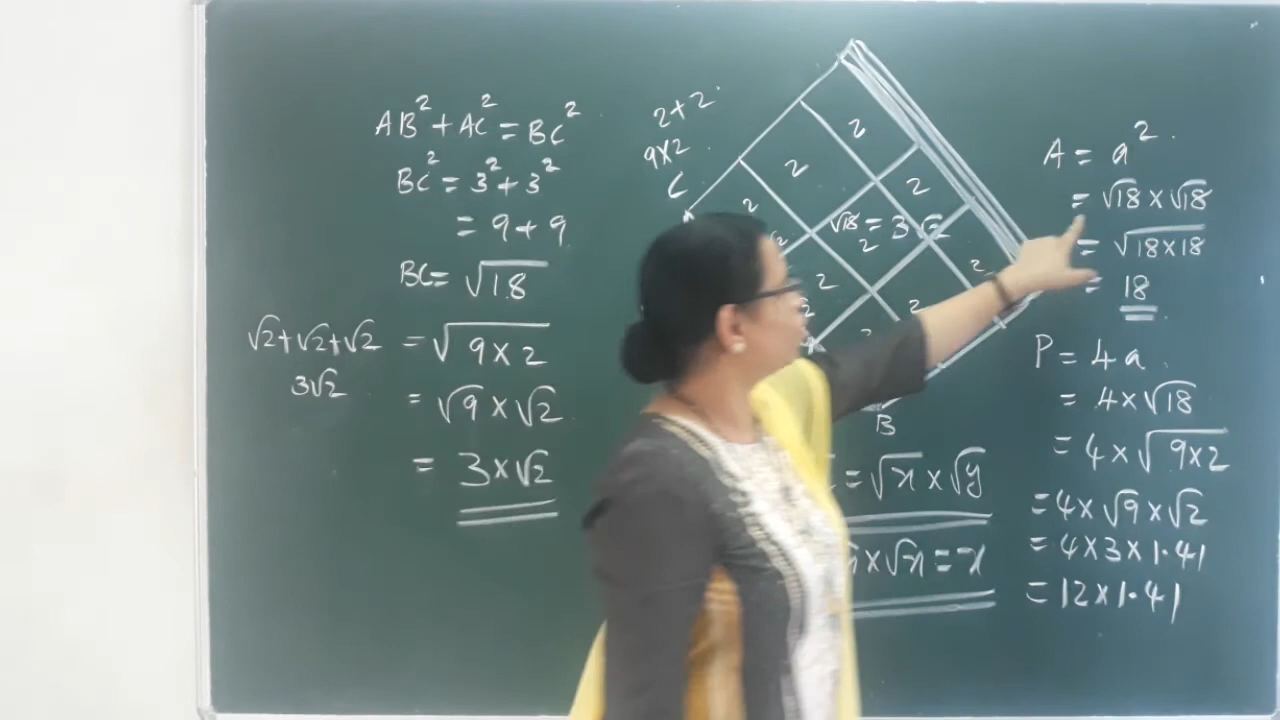 AB² + AC² = BC²
BC² = 3² + 3²
= 9 + 9
BC = √18
√2 + √2 + √2 = √9×2
3√2
= √9 × √2
= 3 × √2
2 + 2
9×2
C
2
2
2
2
√18 = 3√2
2
2
2
2
B
= √x × √y
× √x = x
A = a²
= √18 × √18
= √18×18
= 18
P = 4a
= 4×√18
= 4×√9×2
= 4×√9×√2
= 4×3×1.41
= 12×1.41